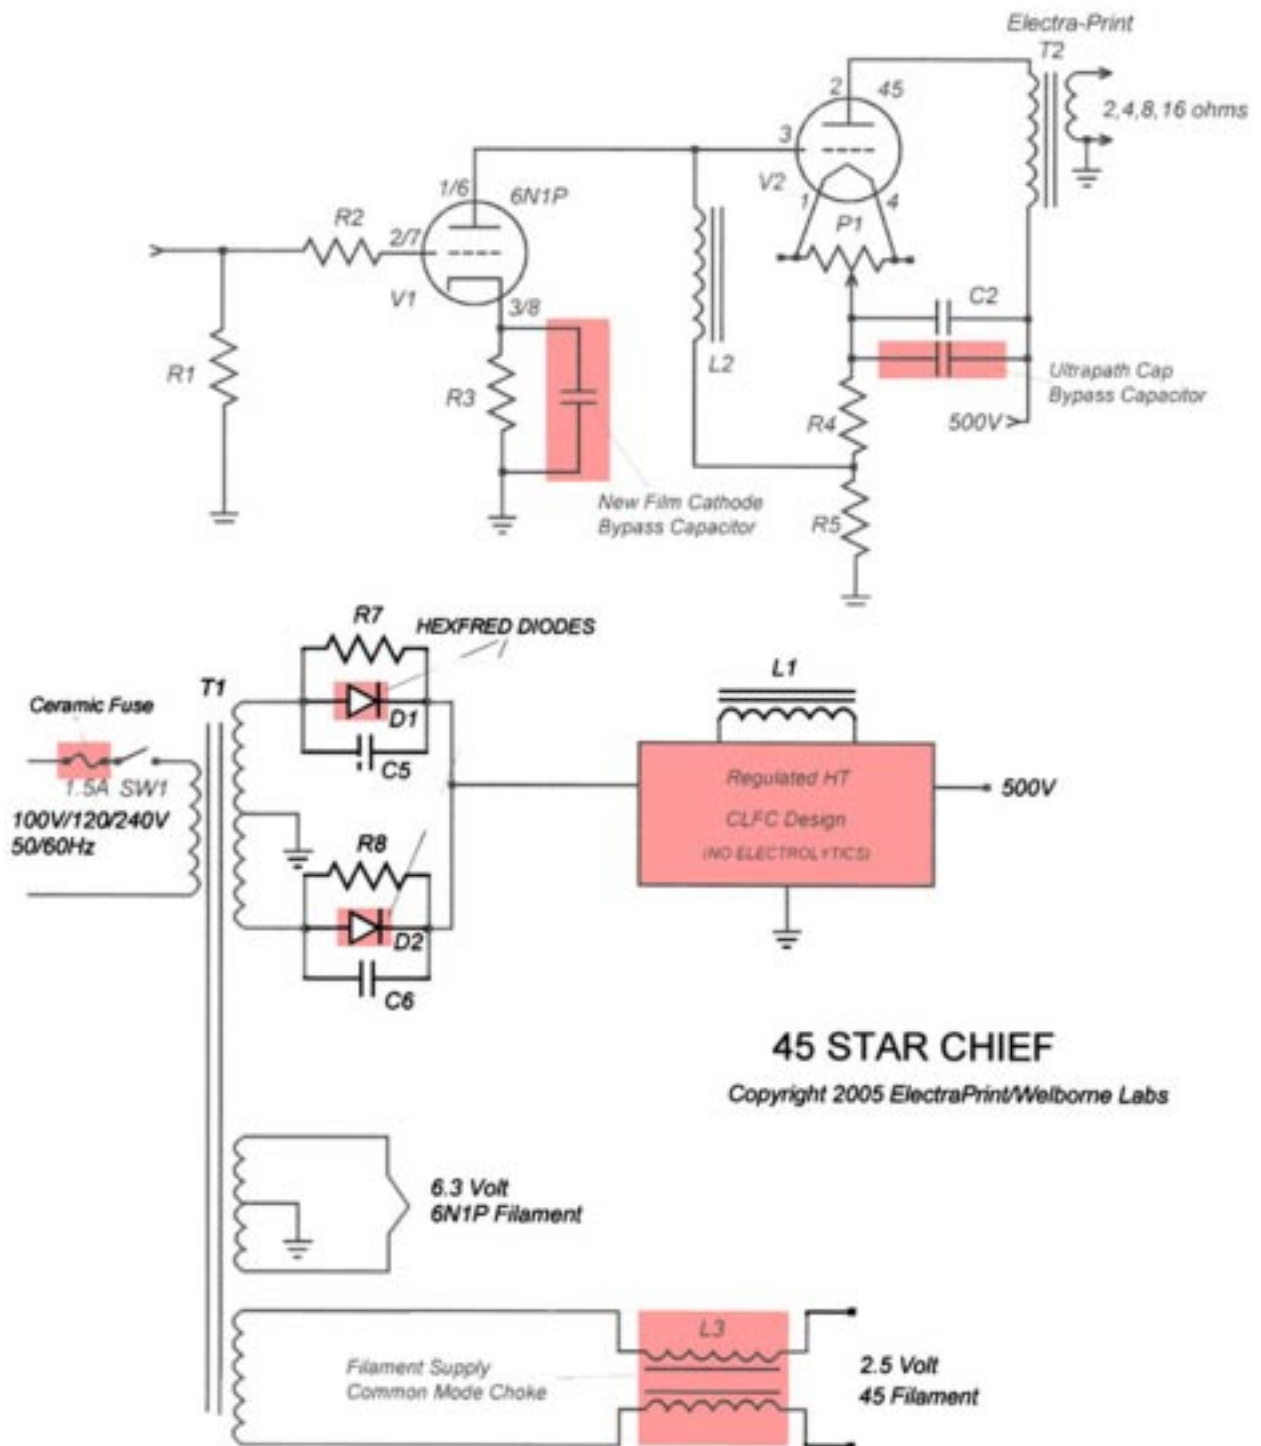 Electra-Print
T2
2
45
2,4,8,16 ohms
3
V2
1
4
P1
1/6
6N1P
R2
2/7
V1
3/8
C2
R1
R3
L2
Ultrapath Cap
Bypass Capacitor
R4
500V
New Film Cathode
Bypass Capacitor
R5
R7
HEXFRED DIODES
L1
T1
Ceramic Fuse
D1
C5
1.5A SW1
100V/120/240V
50/60Hz
Regulated HT
CLFC Design
(NO ELECTROLYTICS)
500V
R8
D2
C6
45 STAR CHIEF
Copyright 2005 ElectraPrint/Welborne Labs
6.3 Volt
6N1P Filament
L3
Filament Supply
Common Mode Choke
2.5 Volt
45 Filament